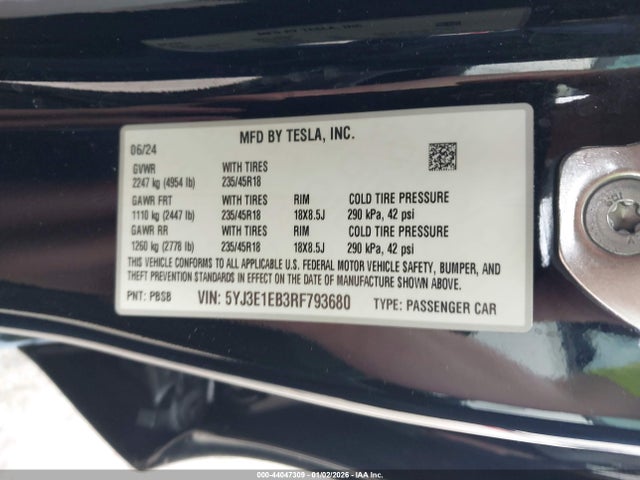 MFD BY TESLA, INC.
06/24
GVWR WITH TIRES
2247 kg (4954 lb) 235/45R18
GAWR FRT WITH TIRES RIM COLD TIRE PRESSURE
1110 kg (2447 lb) 235/45R18 18X8.5J 290 kPa, 42 psi
GAWR RR WITH TIRES RIM COLD TIRE PRESSURE
1260 kg (2778 lb) 235/45R18 18X8.5J 290 kPa, 42 psi
THIS VEHICLE CONFORMS TO ALL APPLICABLE U.S. FEDERAL MOTOR VEHICLE SAFETY, BUMPER, AND
THEFT PREVENTION STANDARDS IN EFFECT ON THE DATE OF MANUFACTURE SHOWN ABOVE.
PNT: PBSB VIN: 5YJ3E1EB3RF793680 TYPE: PASSENGER CAR
000-44047309 - 01/02/2026 - IAA Inc.